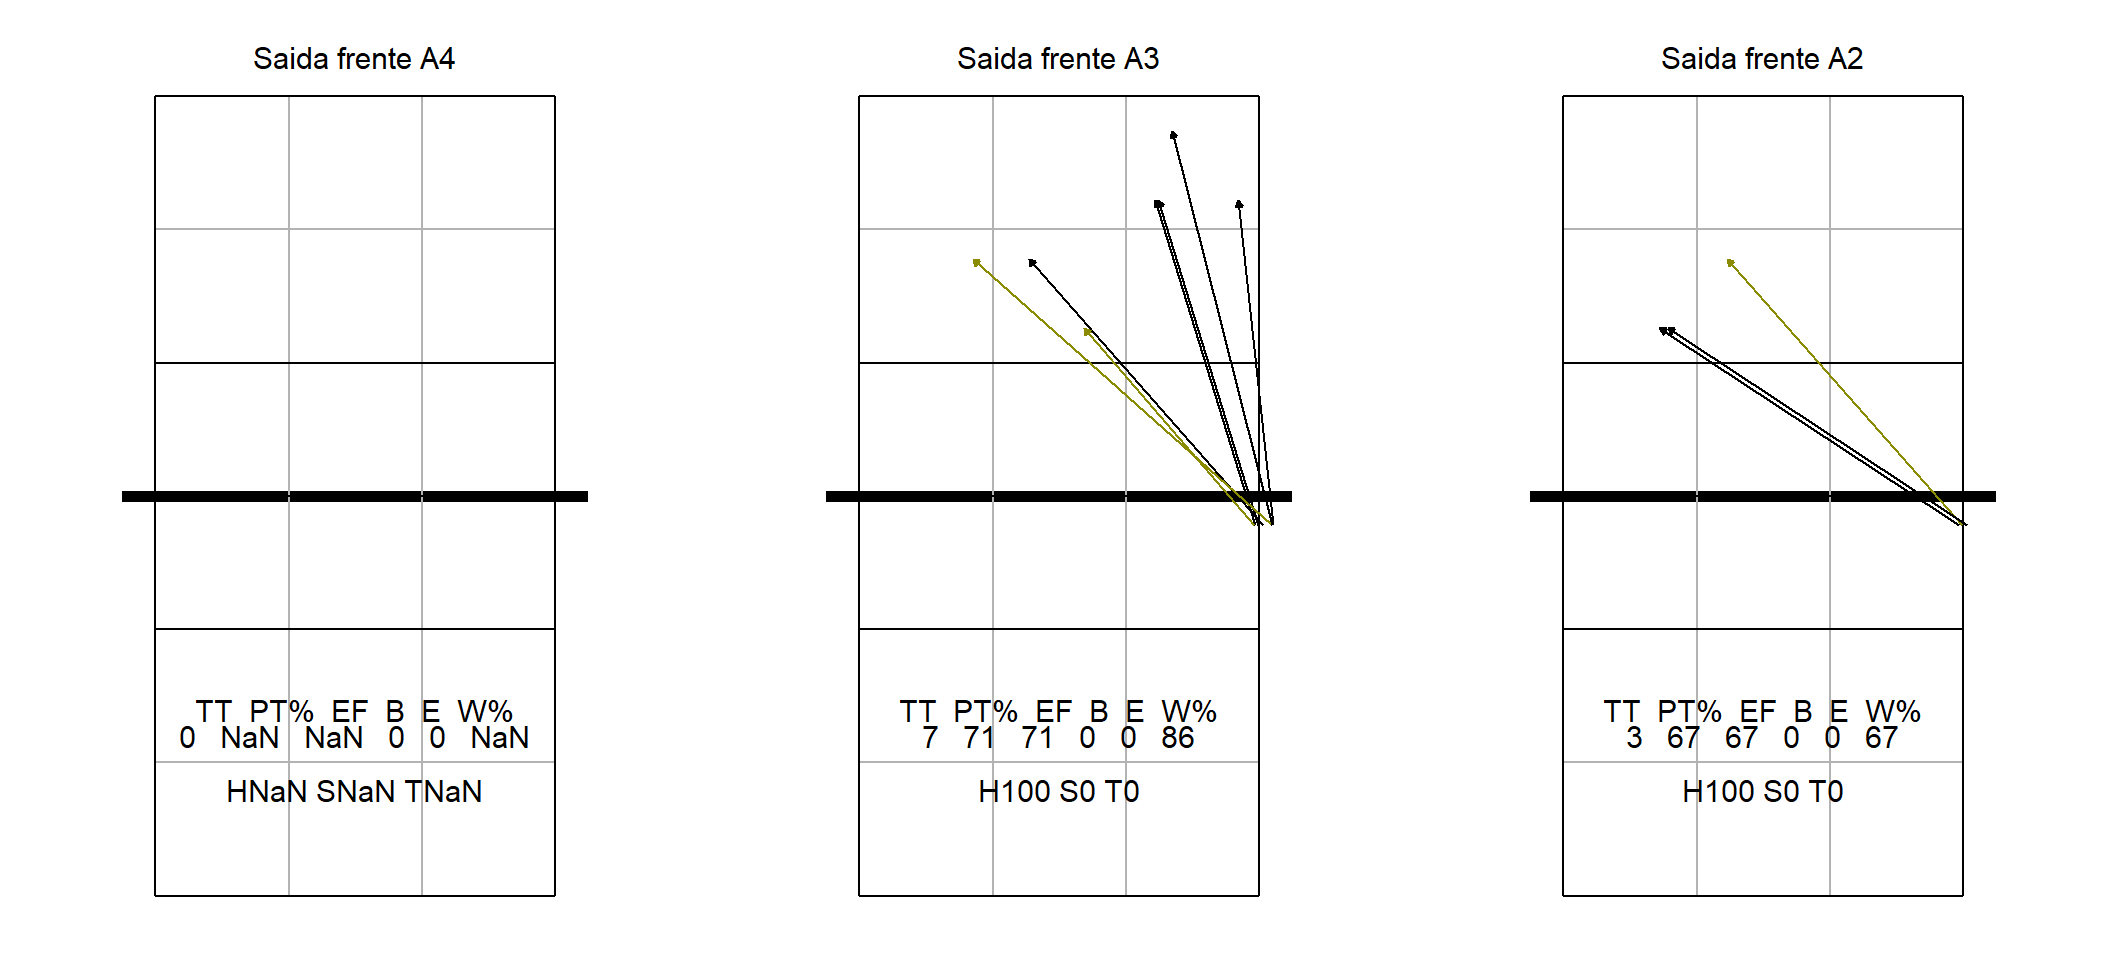 Saida frente A4
TT PT% EF B E W%
0 NaN NaN 0 0 NaN
HNaN SNaN TNaN
Saida frente A3
TT PT% EF B E W%
7 71 71 0 0 86
H100 S0 T0
Saida frente A2
TT PT% EF B E W%
3 67 67 0 0 67
H100 S0 T0